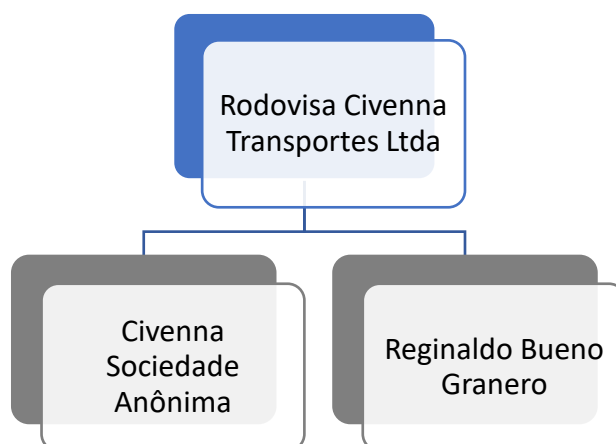 Rodovisa Civenna
Transportes Ltda
Civenna
Sociedade
Anônima
Reginaldo Bueno
Granero